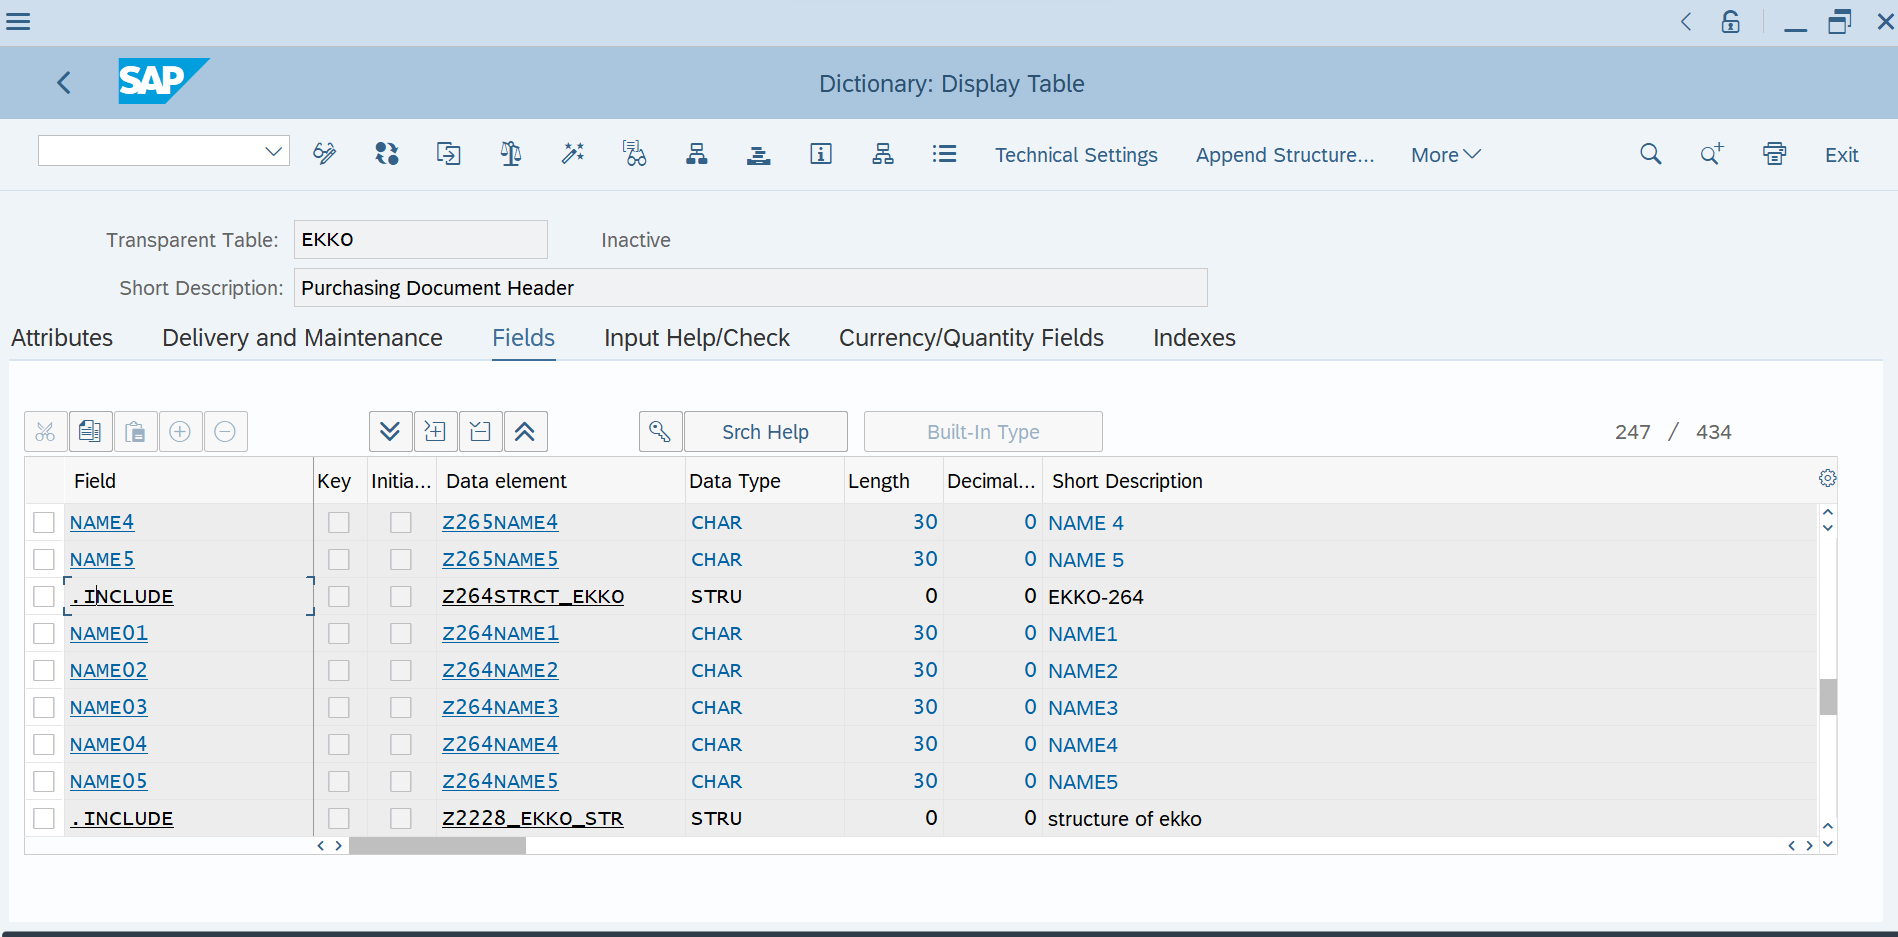 SAP
Dictionary: Display Table
Technical Settings Append Structure... More Exit
Transparent Table: EKKO Inactive
Short Description: Purchasing Document Header
Attributes Delivery and Maintenance Fields Input Help/Check Currency/Quantity Fields Indexes
Srch Help Built-In Type 247 / 434
Field Key Initia... Data element Data Type Length Decimal... Short Description
NAME4 Z265NAME4 CHAR 30 0 NAME 4
NAME5 Z265NAME5 CHAR 30 0 NAME 5
.INCLUDE Z264STRCT_EKKO STRU 0 0 EKKO-264
NAME01 Z264NAME1 CHAR 30 0 NAME1
NAME02 Z264NAME2 CHAR 30 0 NAME2
NAME03 Z264NAME3 CHAR 30 0 NAME3
NAME04 Z264NAME4 CHAR 30 0 NAME4
NAME05 Z264NAME5 CHAR 30 0 NAME5
.INCLUDE Z2228_EKKO_STR STRU 0 0 structure of ekko